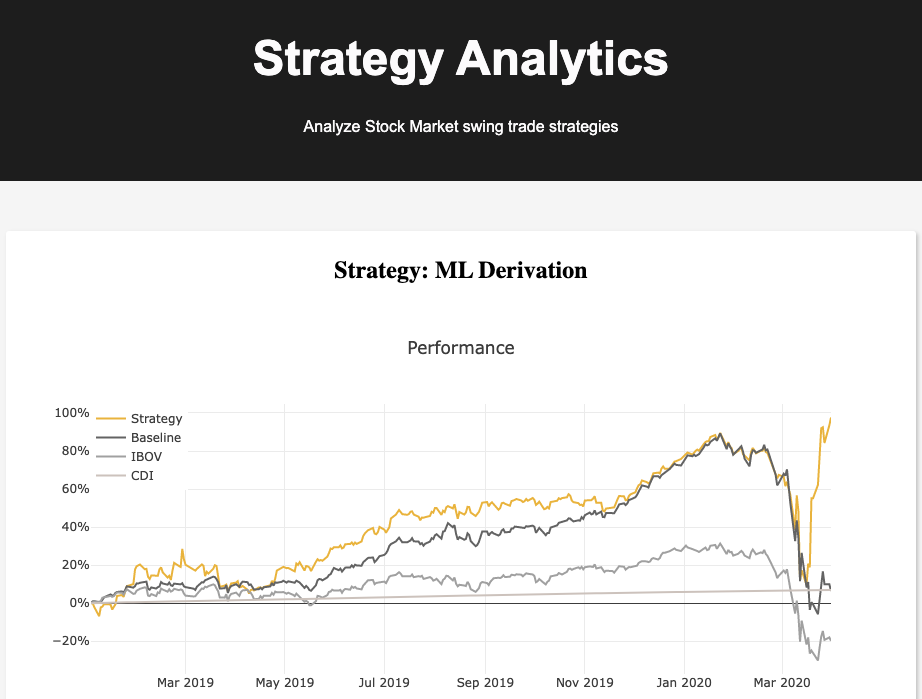 Strategy Analytics
Analyze Stock Market swing trade strategies
Strategy: ML Derivation
Performance
100%
80%
60%
40%
20%
0%
−20%
Strategy
Baseline
IBOV
CDI
Mar 2019 May 2019 Jul 2019 Sep 2019 Nov 2019 Jan 2020 Mar 2020